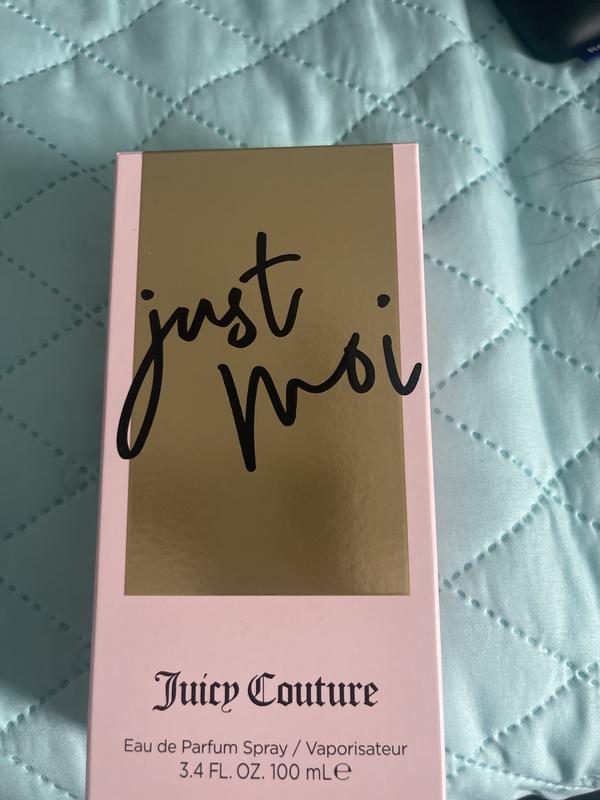 just
moi
Juicy Couture
Eau de Parfum Spray / Vaporisateur
3.4 FL. OZ. 100 mL℮